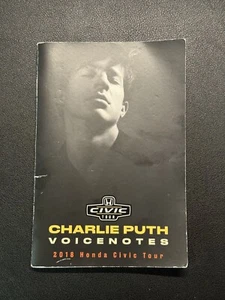 CIVIC
TOUR
CHARLIE PUTH
VOICENOTES
2018 Honda Civic Tour